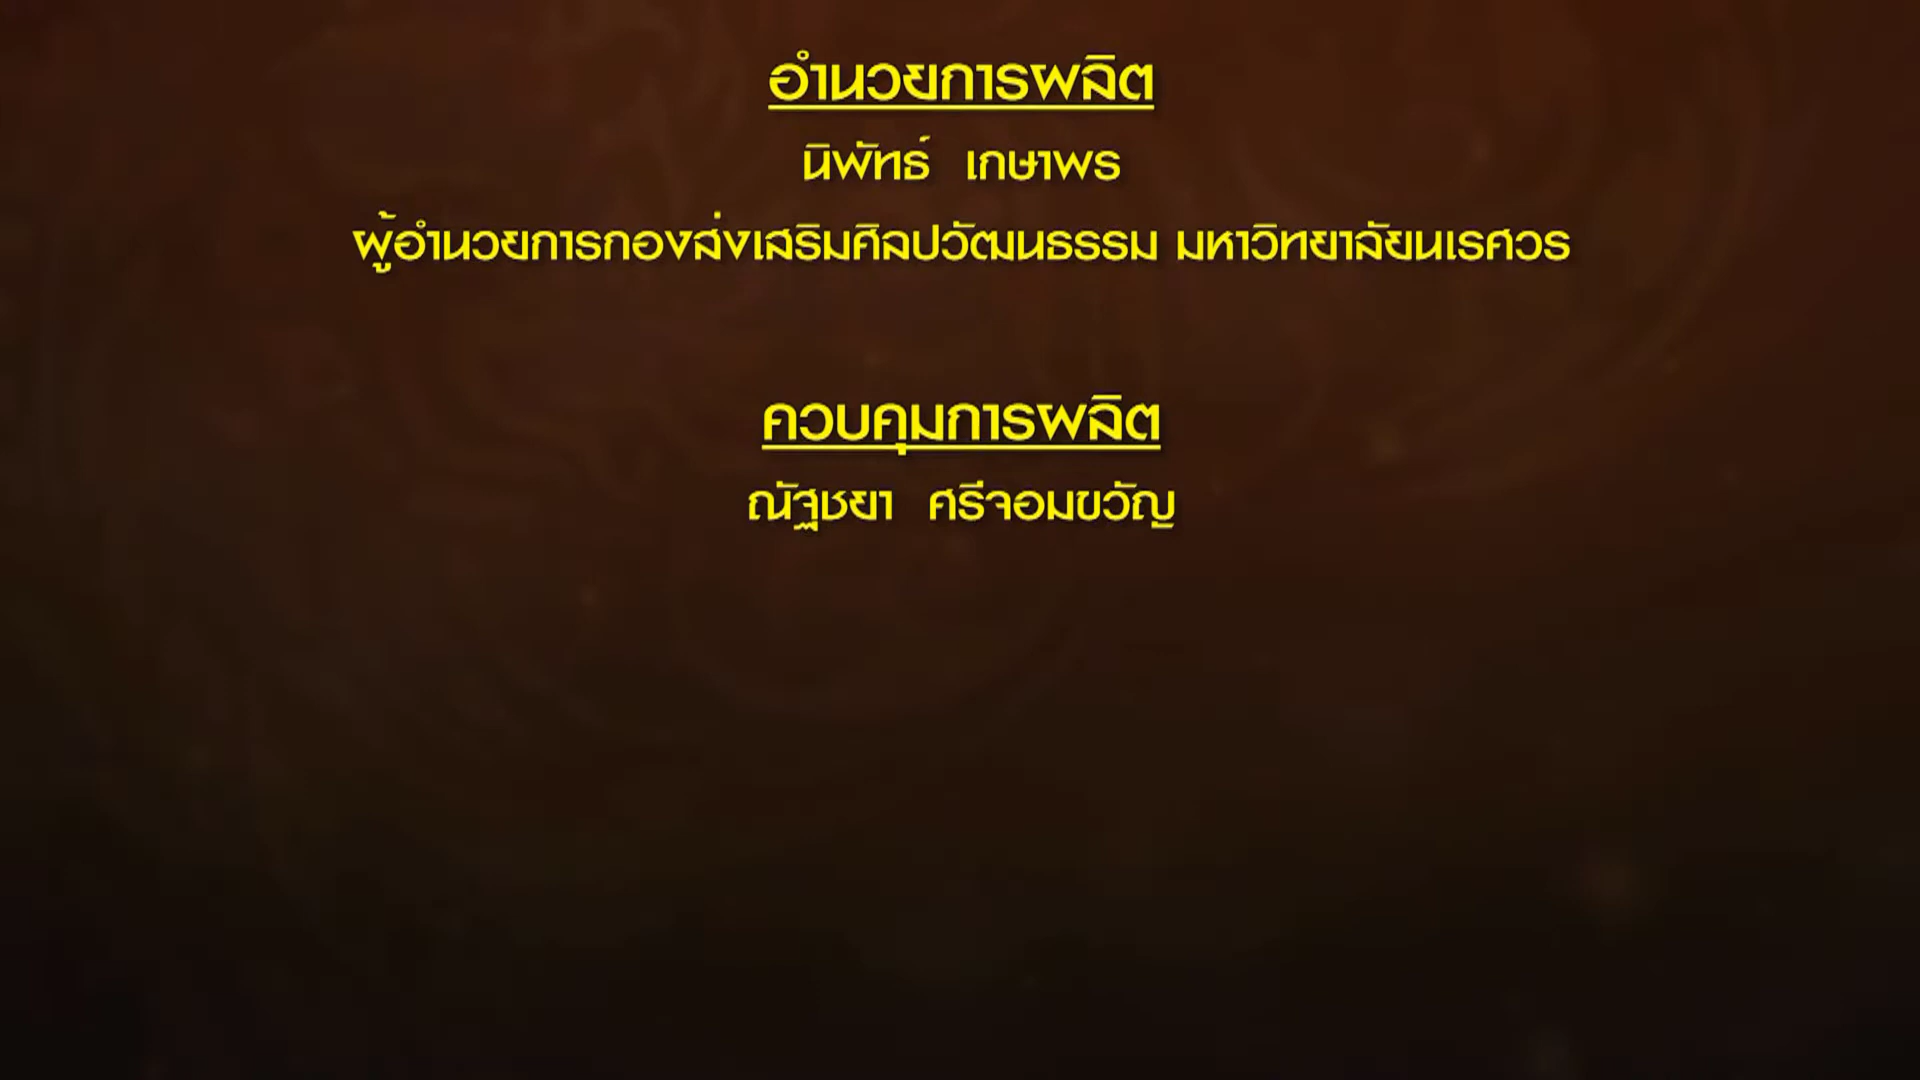 อำนวยการผลิต
นิพัทธ์ เกษาพร
ผู้อำนวยการกองส่งเสริมศิลปวัฒนธรรม มหาวิทยาลัยนเรศวร
ควบคุมการผลิต
ณัฐชยา ศรีจอมขวัญ